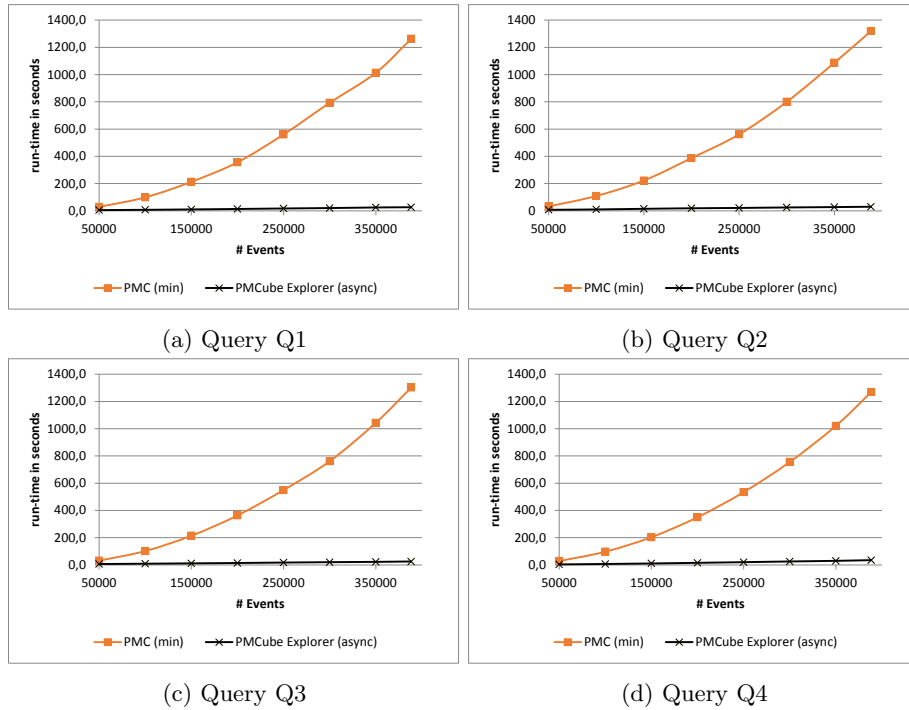 1400,0
1200,0
1000,0
800,0
600,0
400,0
200,0
0,0
run-time in seconds
50000 150000 250000 350000
# Events
PMC (min) PMCube Explorer (async)
(a) Query Q1
1400
1200
1000
800
600
400
200
0
run-time in seconds
50000 150000 250000 350000
# Events
PMC (min) PMCube Explorer (async)
(b) Query Q2
1400,0
1200,0
1000,0
800,0
600,0
400,0
200,0
0,0
run-time in seconds
50000 150000 250000 350000
# Events
PMC (min) PMCube Explorer (async)
(c) Query Q3
1400,0
1200,0
1000,0
800,0
600,0
400,0
200,0
0,0
run-time in seconds
50000 150000 250000 350000
# Events
PMC (min) PMCube Explorer (async)
(d) Query Q4